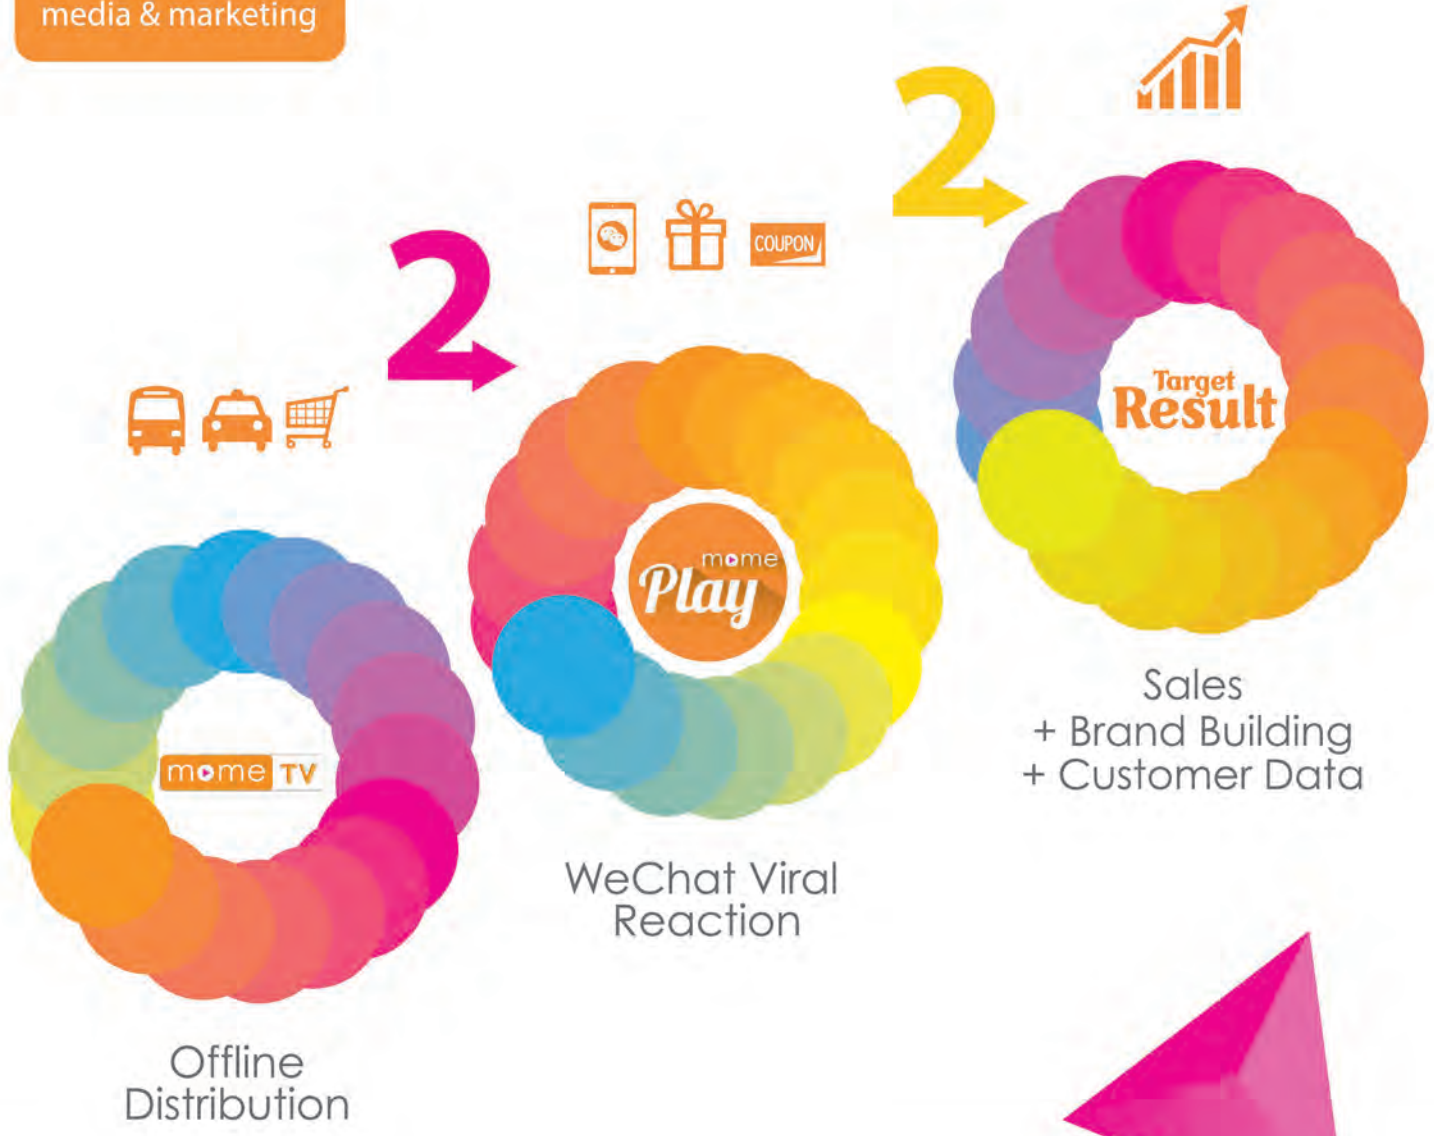 media & marketing
2
2
COUPON
Target
Result
mome
Play
mome TV
Sales
+ Brand Building
+ Customer Data
WeChat Viral
Reaction
Offline
Distribution